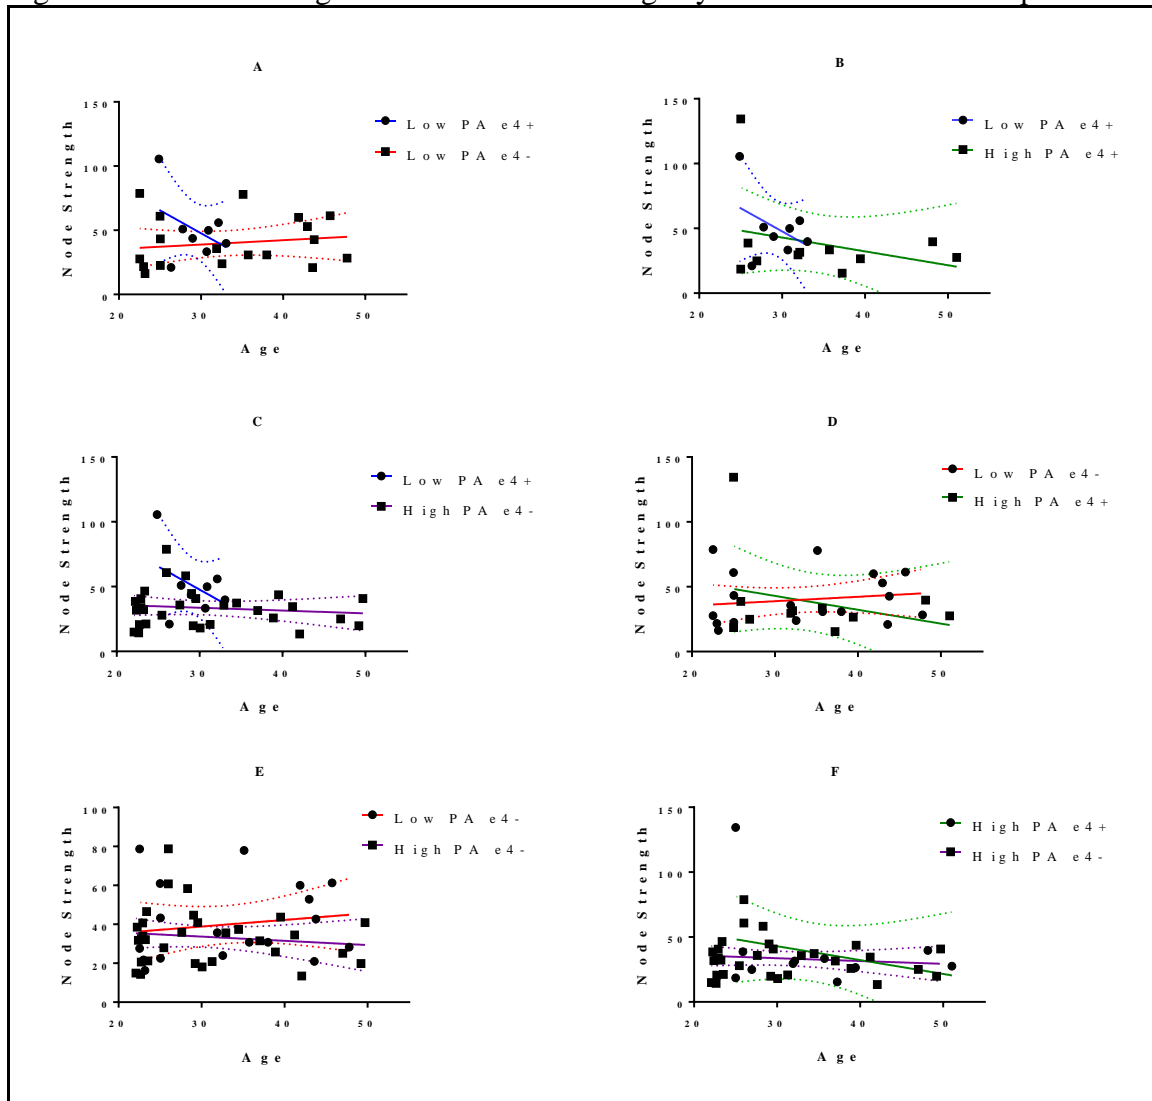 A
150
100
50
0
20 30 40 50
Node Strength
Age
Low PA e4+
Low PA e4-
B
150
100
50
0
20 30 40 50
Node Strength
Age
Low PA e4+
High PA e4+
C
150
100
50
0
20 30 40 50
Node Strength
Age
Low PA e4+
High PA e4-
D
150
100
50
0
20 30 40 50
Node Strength
Age
Low PA e4-
High PA e4+
E
100
80
60
40
20
0
20 30 40 50
Node Strength
Age
Low PA e4-
High PA e4-
F
150
100
50
0
20 30 40 50
Node Strength
Age
High PA e4+
High PA e4-